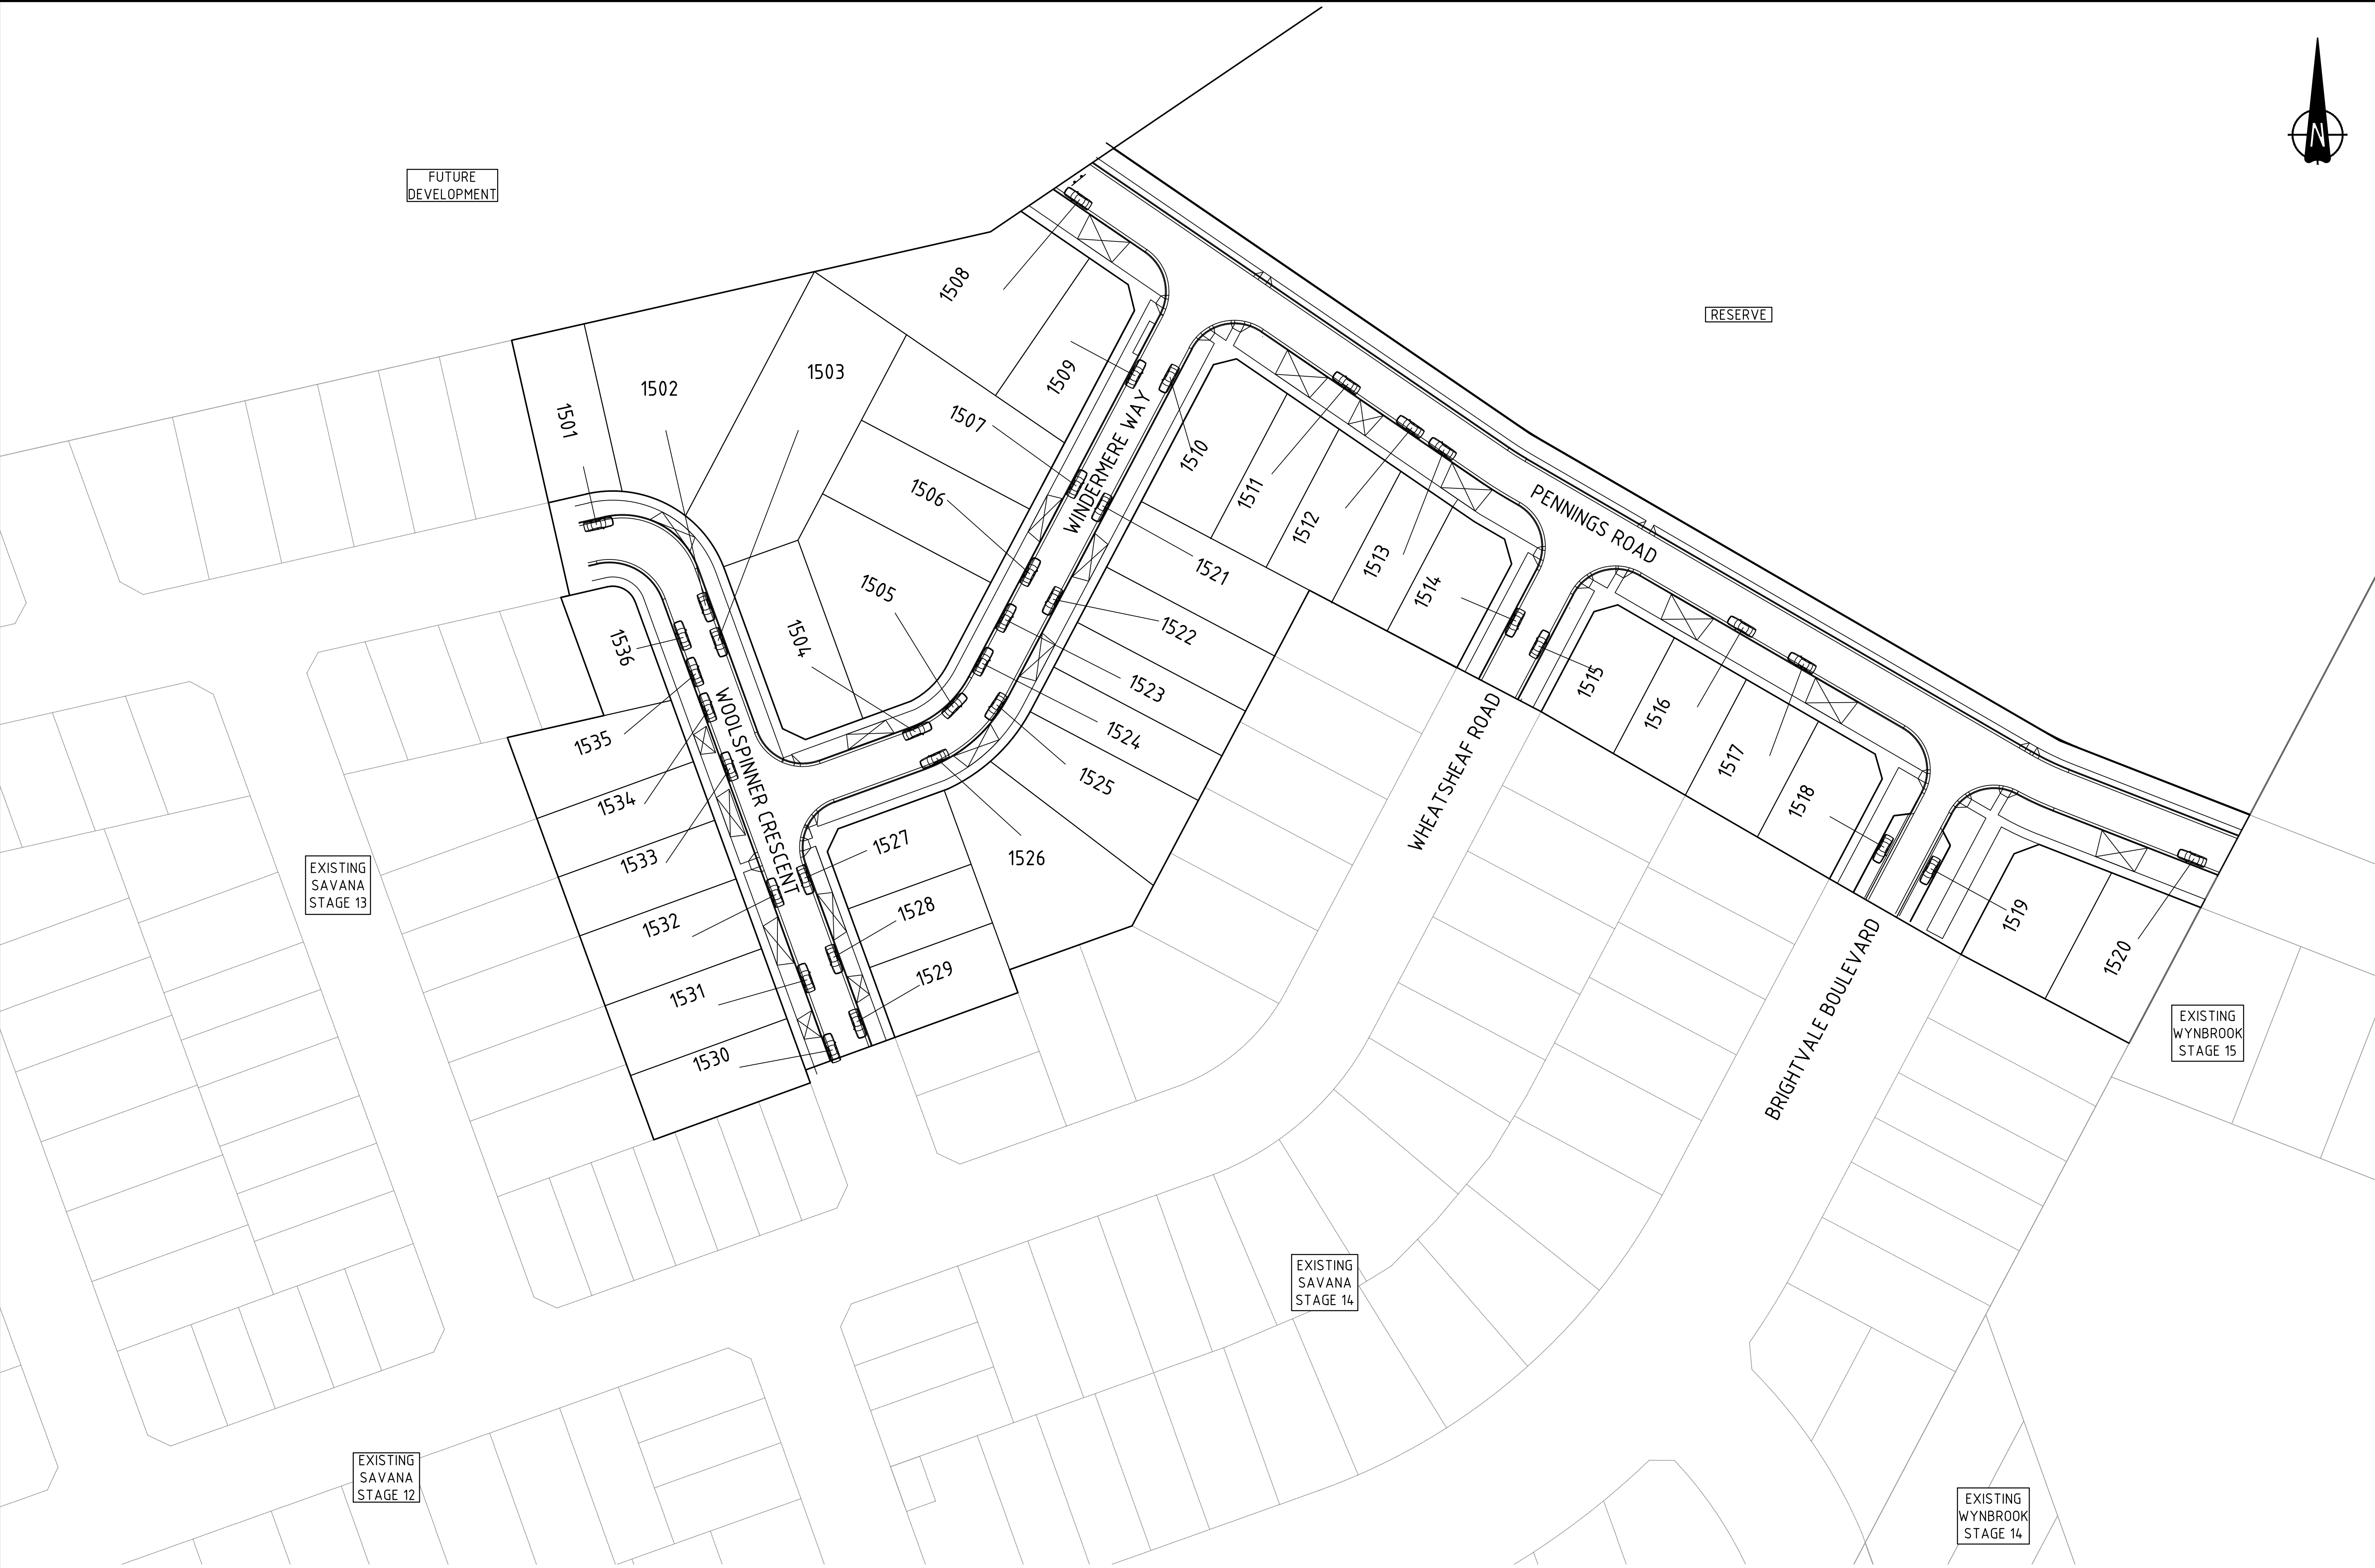 FUTURE
DEVELOPMENT
N
RESERVE
1508
1503
1502
1509
1501
1507
WINDERMERE WAY
1510
1506
1511
PENNINGS ROAD
1512
1521
1513
1505
1514
1522
1504
1536
1523
1515
1516
1524
1535
WOOLSPINNER CRESCENT
WHEATSHEAF ROAD
1517
1525
1534
1518
1527
1533
1526
EXISTING
SAVANA
STAGE 13
1528
1519
1532
1520
1529
1531
BRIGHTVALE BOULEVARD
EXISTING
WYNBROOK
STAGE 15
1530
EXISTING
SAVANA
STAGE 14
EXISTING
SAVANA
STAGE 12
EXISTING
WYNBROOK
STAGE 14